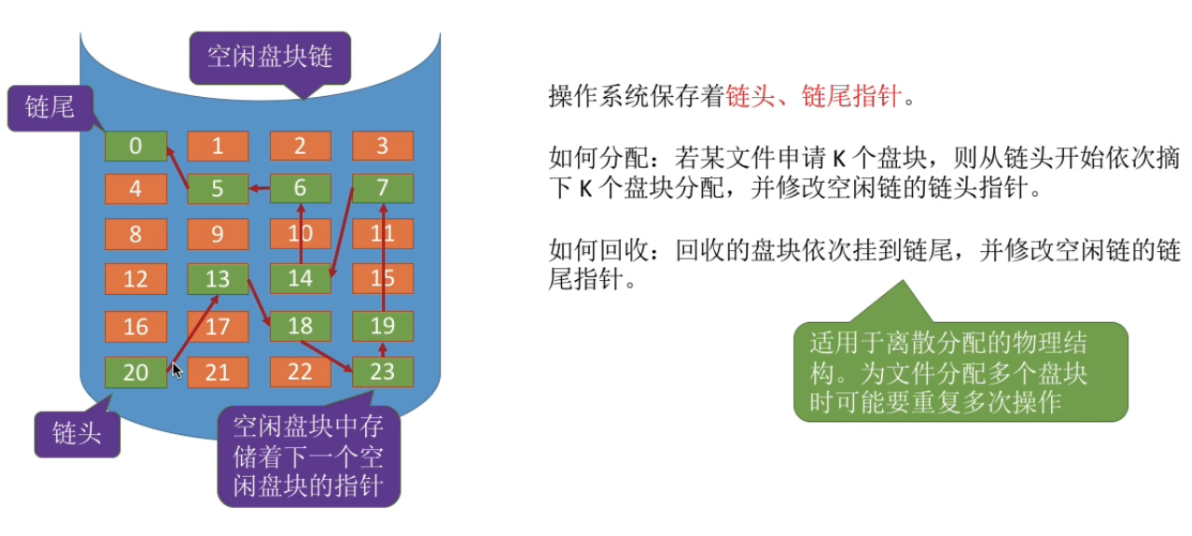 空闲盘块链
链尾
0 1 2 3
4 5 6 7
8 9 10 11
12 13 14 15
16 17 18 19
20 21 22 23
链头
空闲盘块中存
储着下一个空
闲盘块的指针
操作系统保存着链头、链尾指针。
如何分配：若某文件申请 K 个盘块，则从链头开始依次摘
下 K 个盘块分配，并修改空闲链的链头指针。
如何回收：回收的盘块依次挂到链尾，并修改空闲链的链
尾指针。
适用于离散分配的物理结
构。为文件分配多个盘块
时可能要重复多次操作